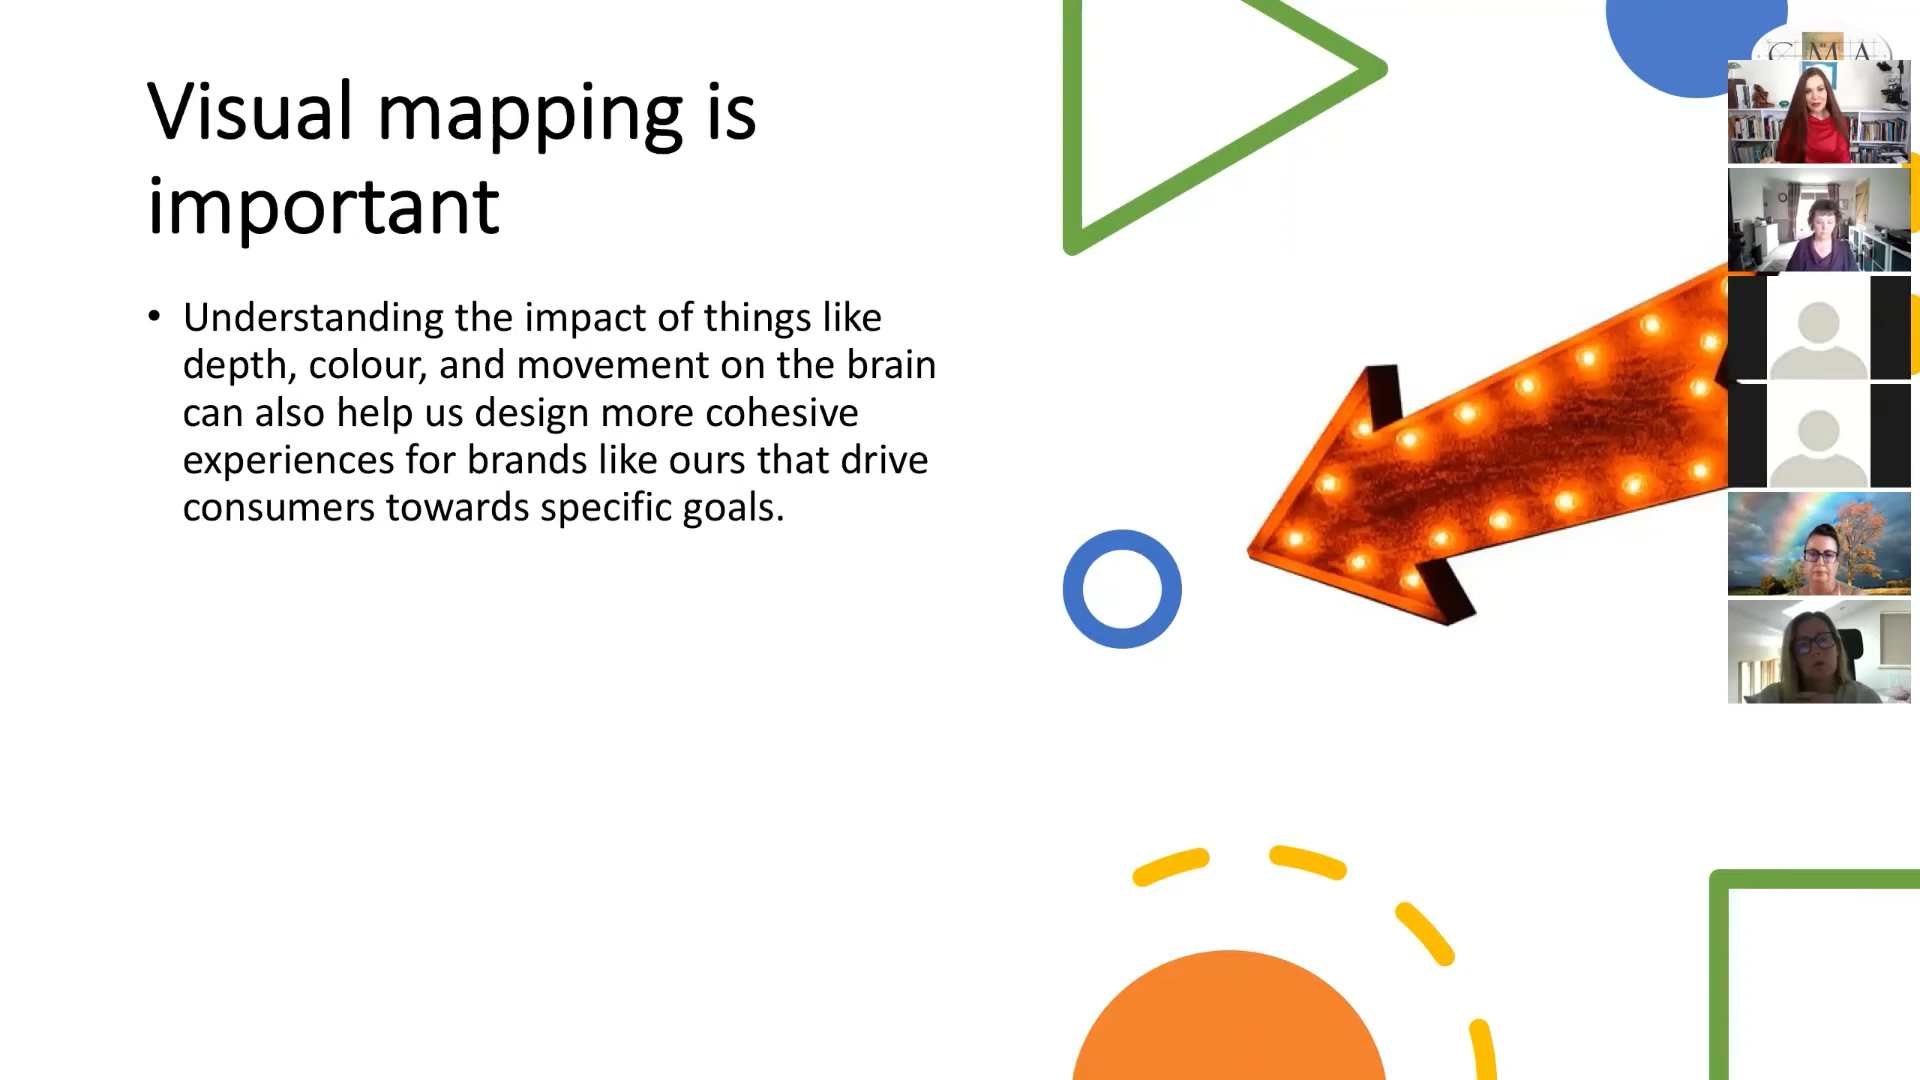 Visual mapping is
important
• Understanding the impact of things like
depth, colour, and movement on the brain
can also help us design more cohesive
experiences for brands like ours that drive
consumers towards specific goals.
CMA